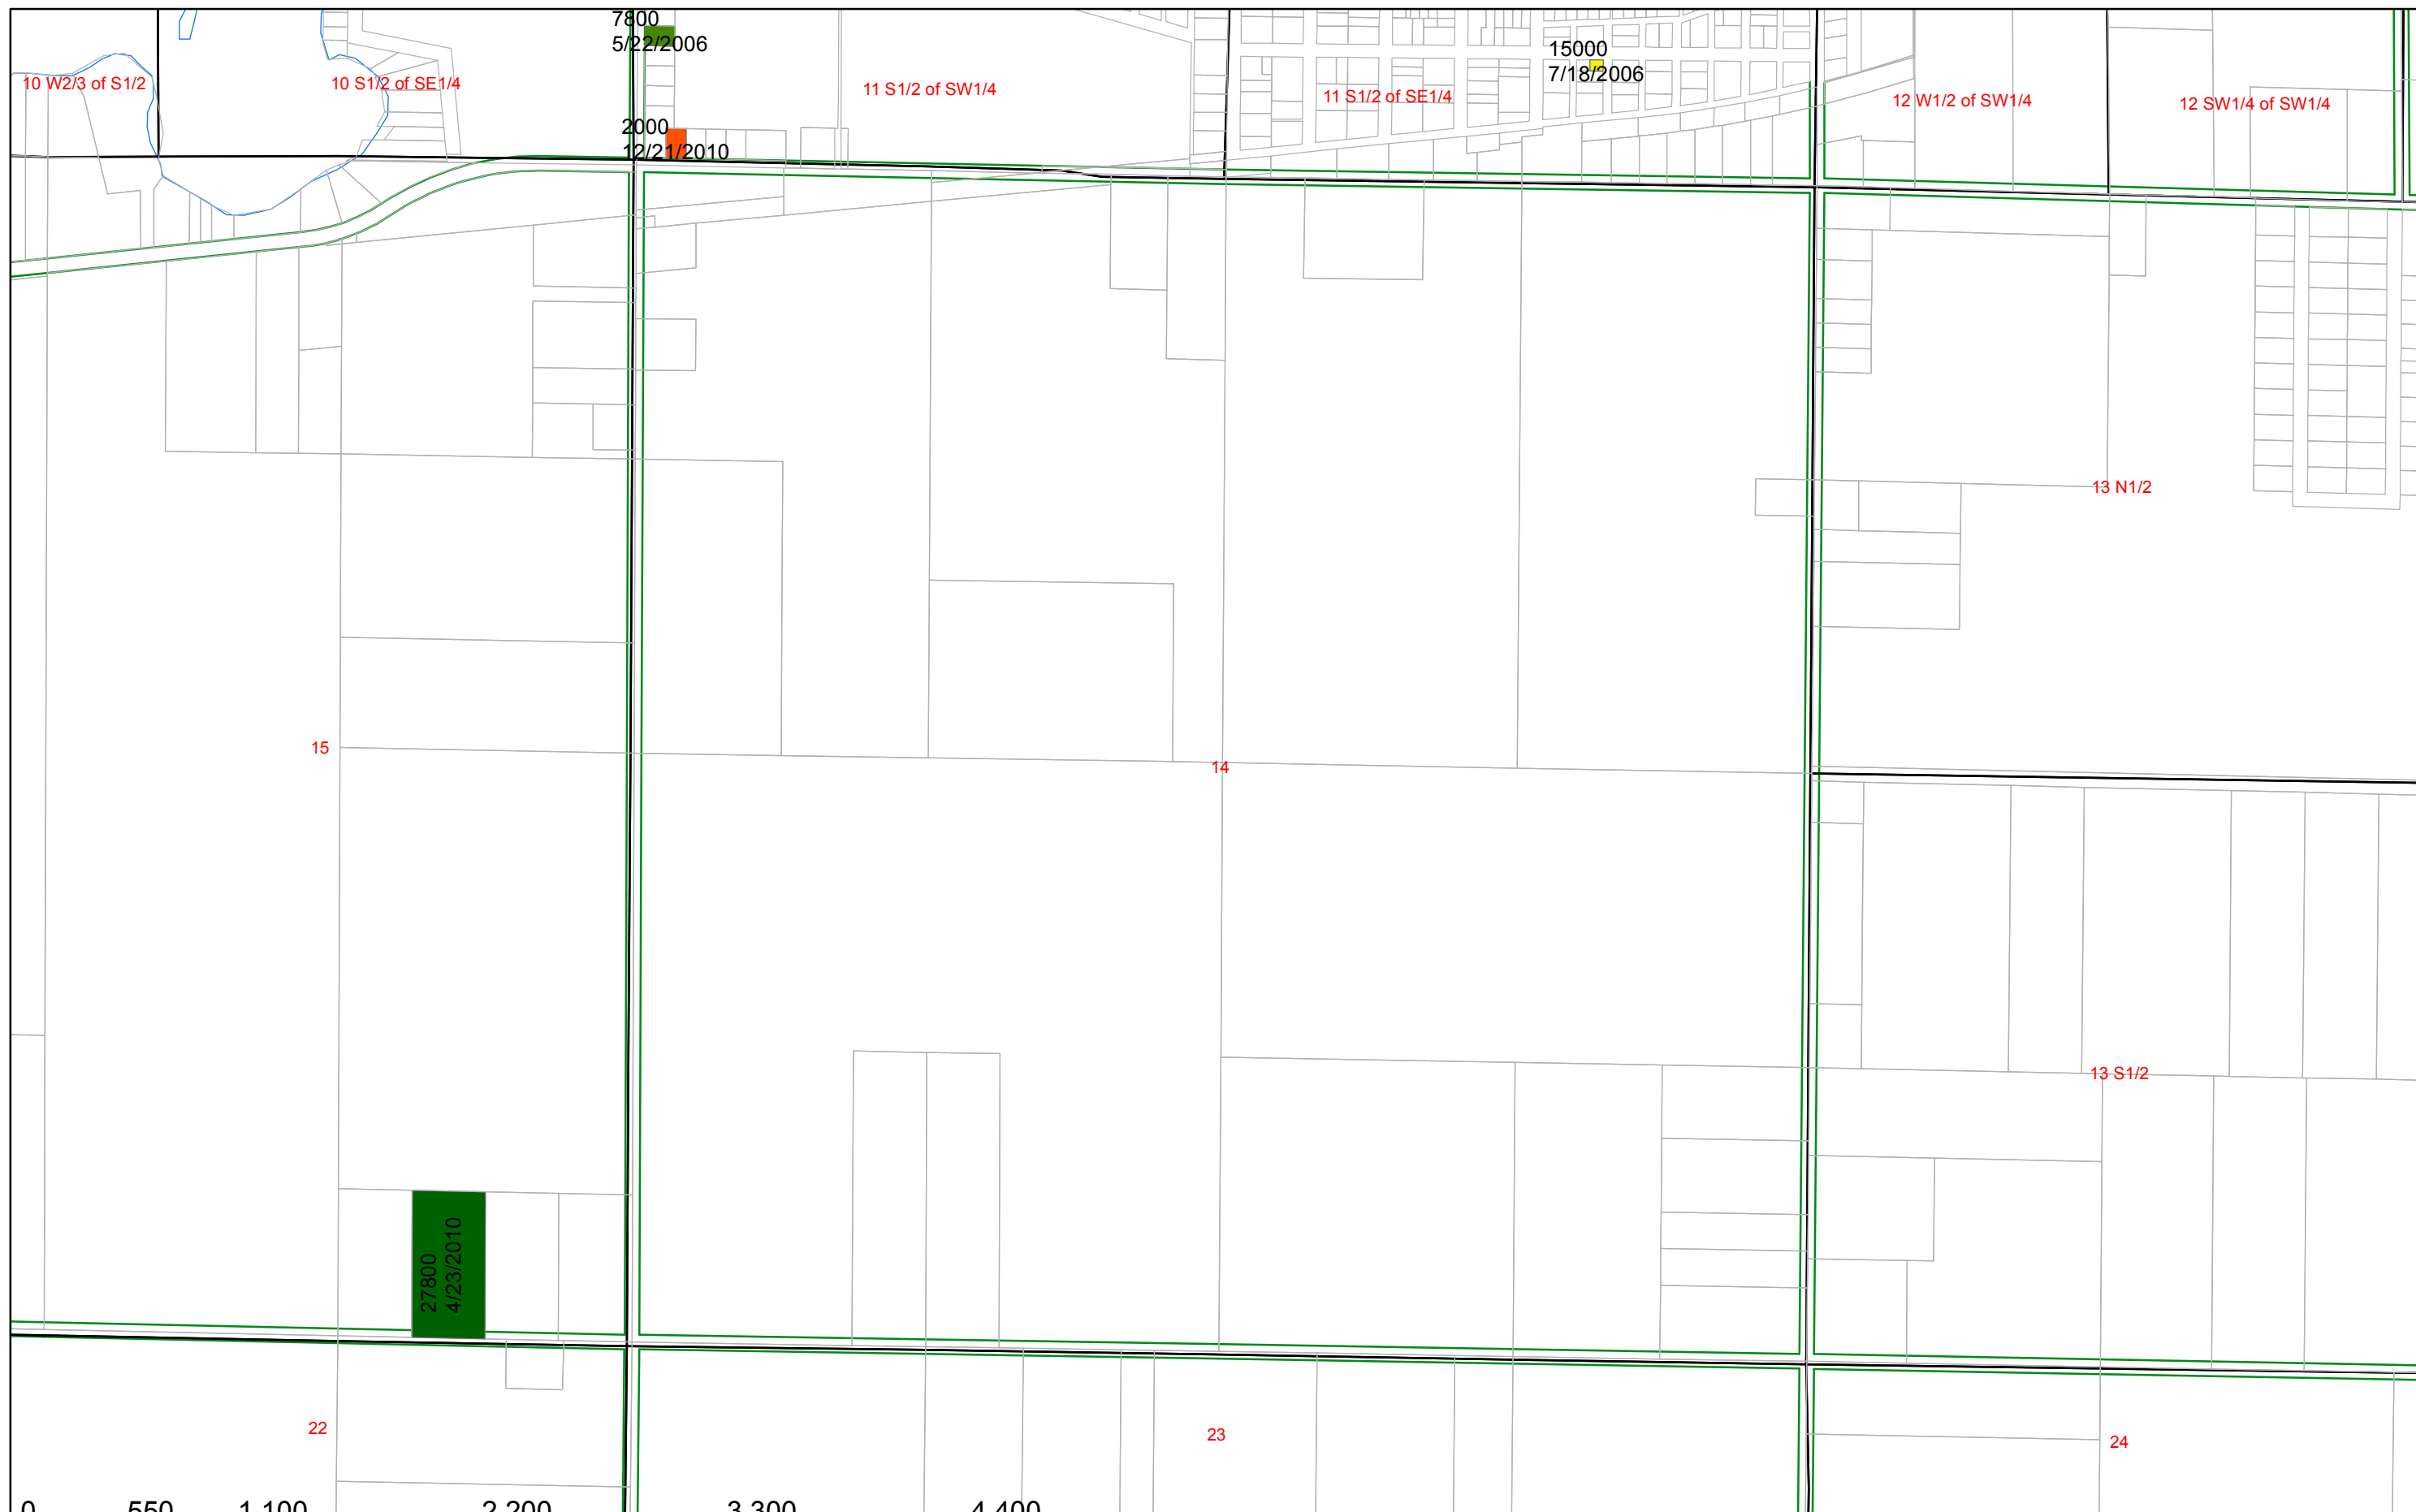 7800
5/22/2006
15000
7/18/2006
10 W2/3 of S1/2
10 S1/2 of SE1/4
11 S1/2 of SW1/4
11 S1/2 of SE1/4
12 W1/2 of SW1/4
12 SW1/4 of SW1/4
2000
12/21/2010
13 N1/2
15
14
13 S1/2
27800
4/23/2010
22
23
24
0 550 1,100 2,200 3,300 4,400